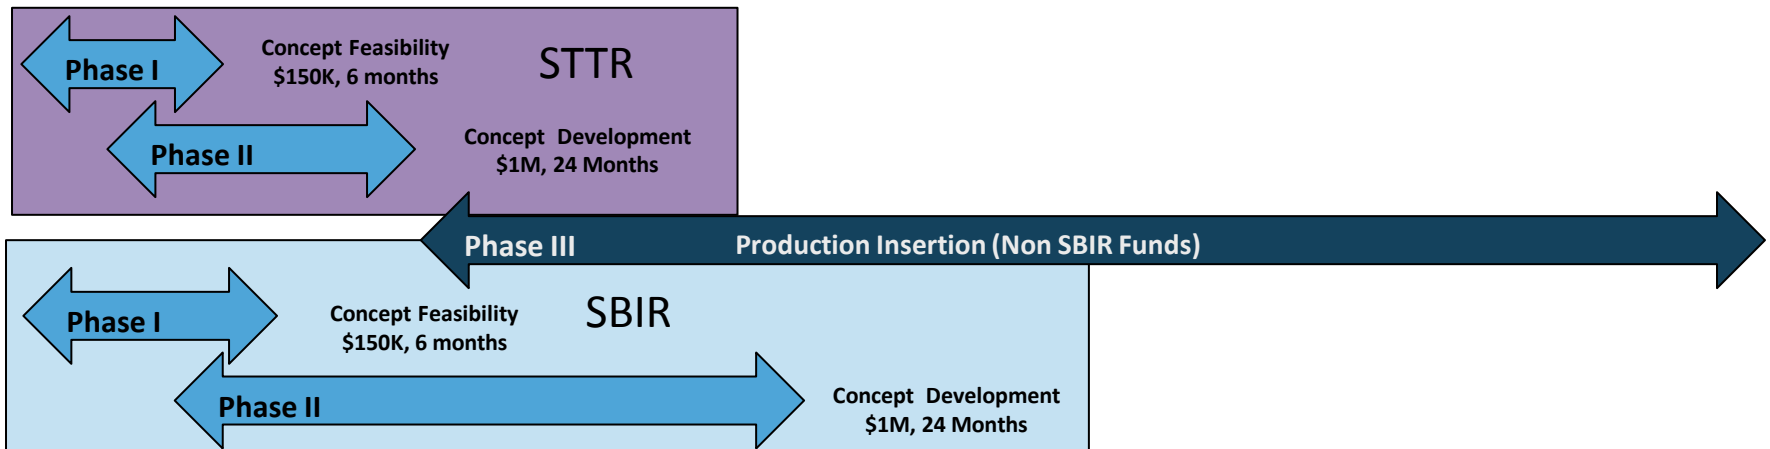 Phase I
Concept Feasibility
$150K, 6 months
STTR
Phase II
Concept Development
$1M, 24 Months
Phase III
Production Insertion (Non SBIR Funds)
Phase I
Concept Feasibility
$150K, 6 months
SBIR
Phase II
Concept Development
$1M, 24 Months